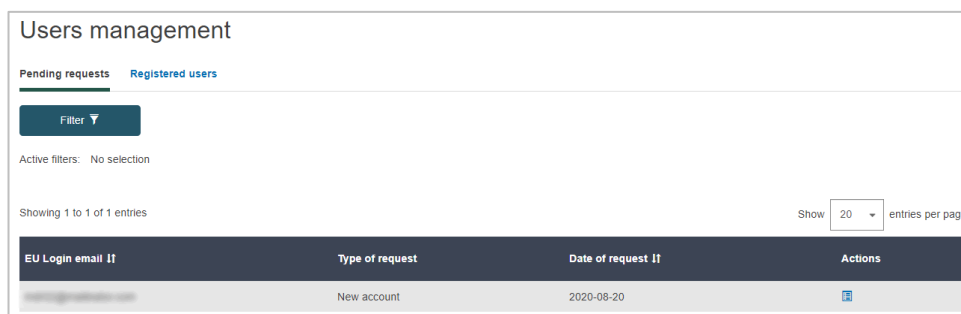 Users management
Pending requests Registered users
Filter
Active filters: No selection
Showing 1 to 1 of 1 entries Show 20 entries per pag
EU Login email Type of request Date of request Actions
New account 2020-08-20